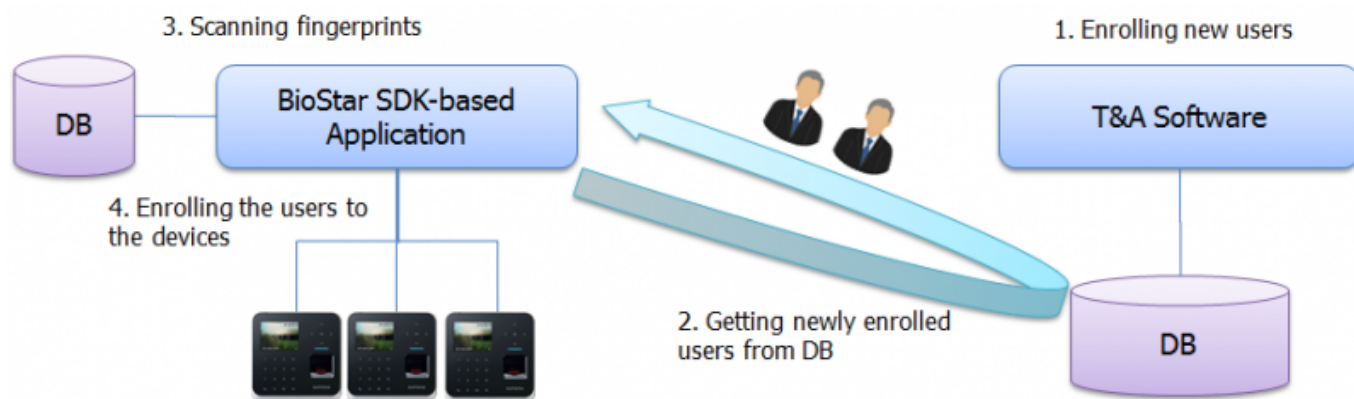 3. Scanning fingerprints
1. Enrolling new users
DB
BioStar SDK-based
Application
T&A Software
4. Enrolling the users to
the devices
2. Getting newly enrolled
users from DB
DB